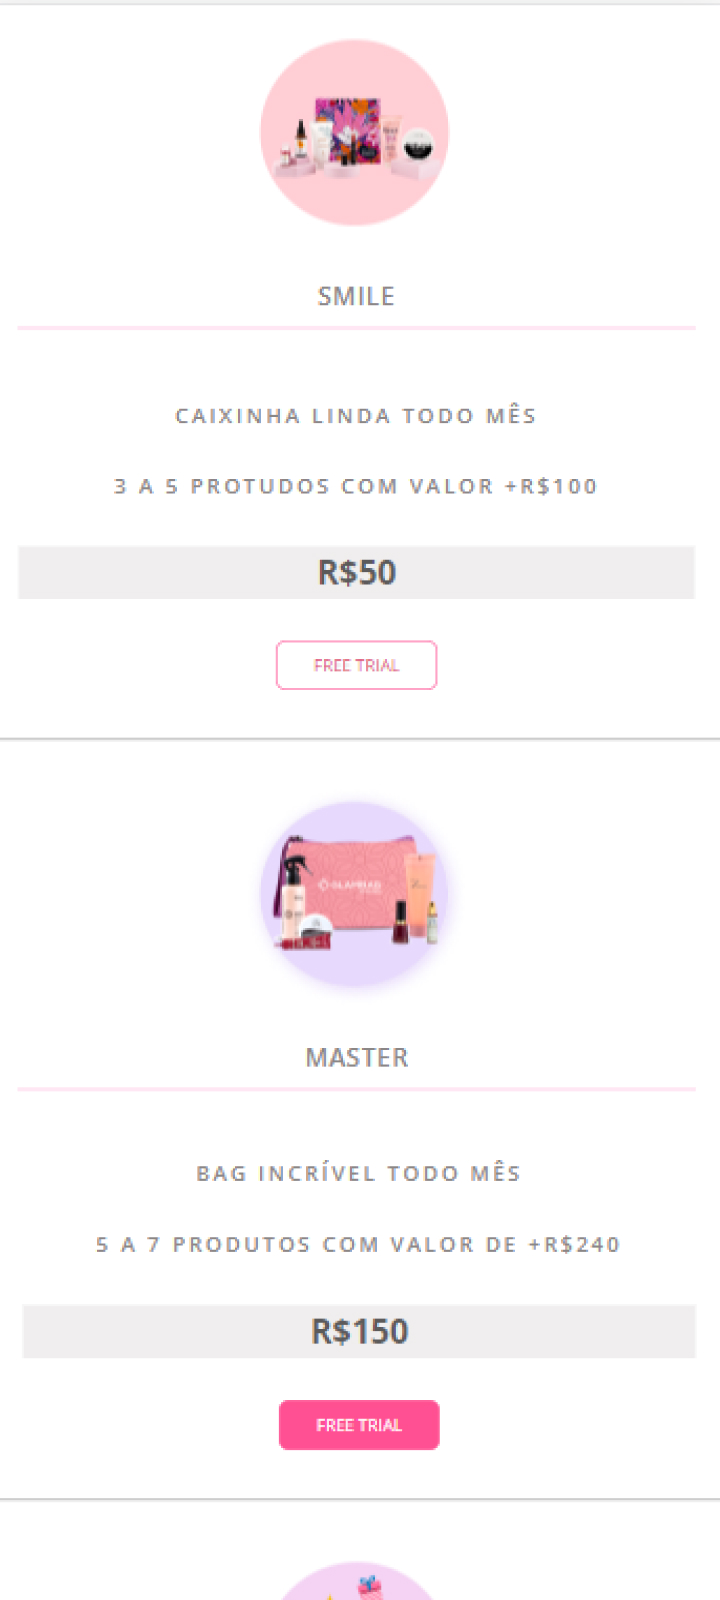 SMILE
CAIXINHA LINDA TODO MÊS
3 A 5 PROTUDOS COM VALOR +R$100
R$50
FREE TRIAL
GLAMBAG
MASTER
BAG INCRÍVEL TODO MÊS
5 A 7 PRODUTOS COM VALOR DE +R$240
R$150
FREE TRIAL